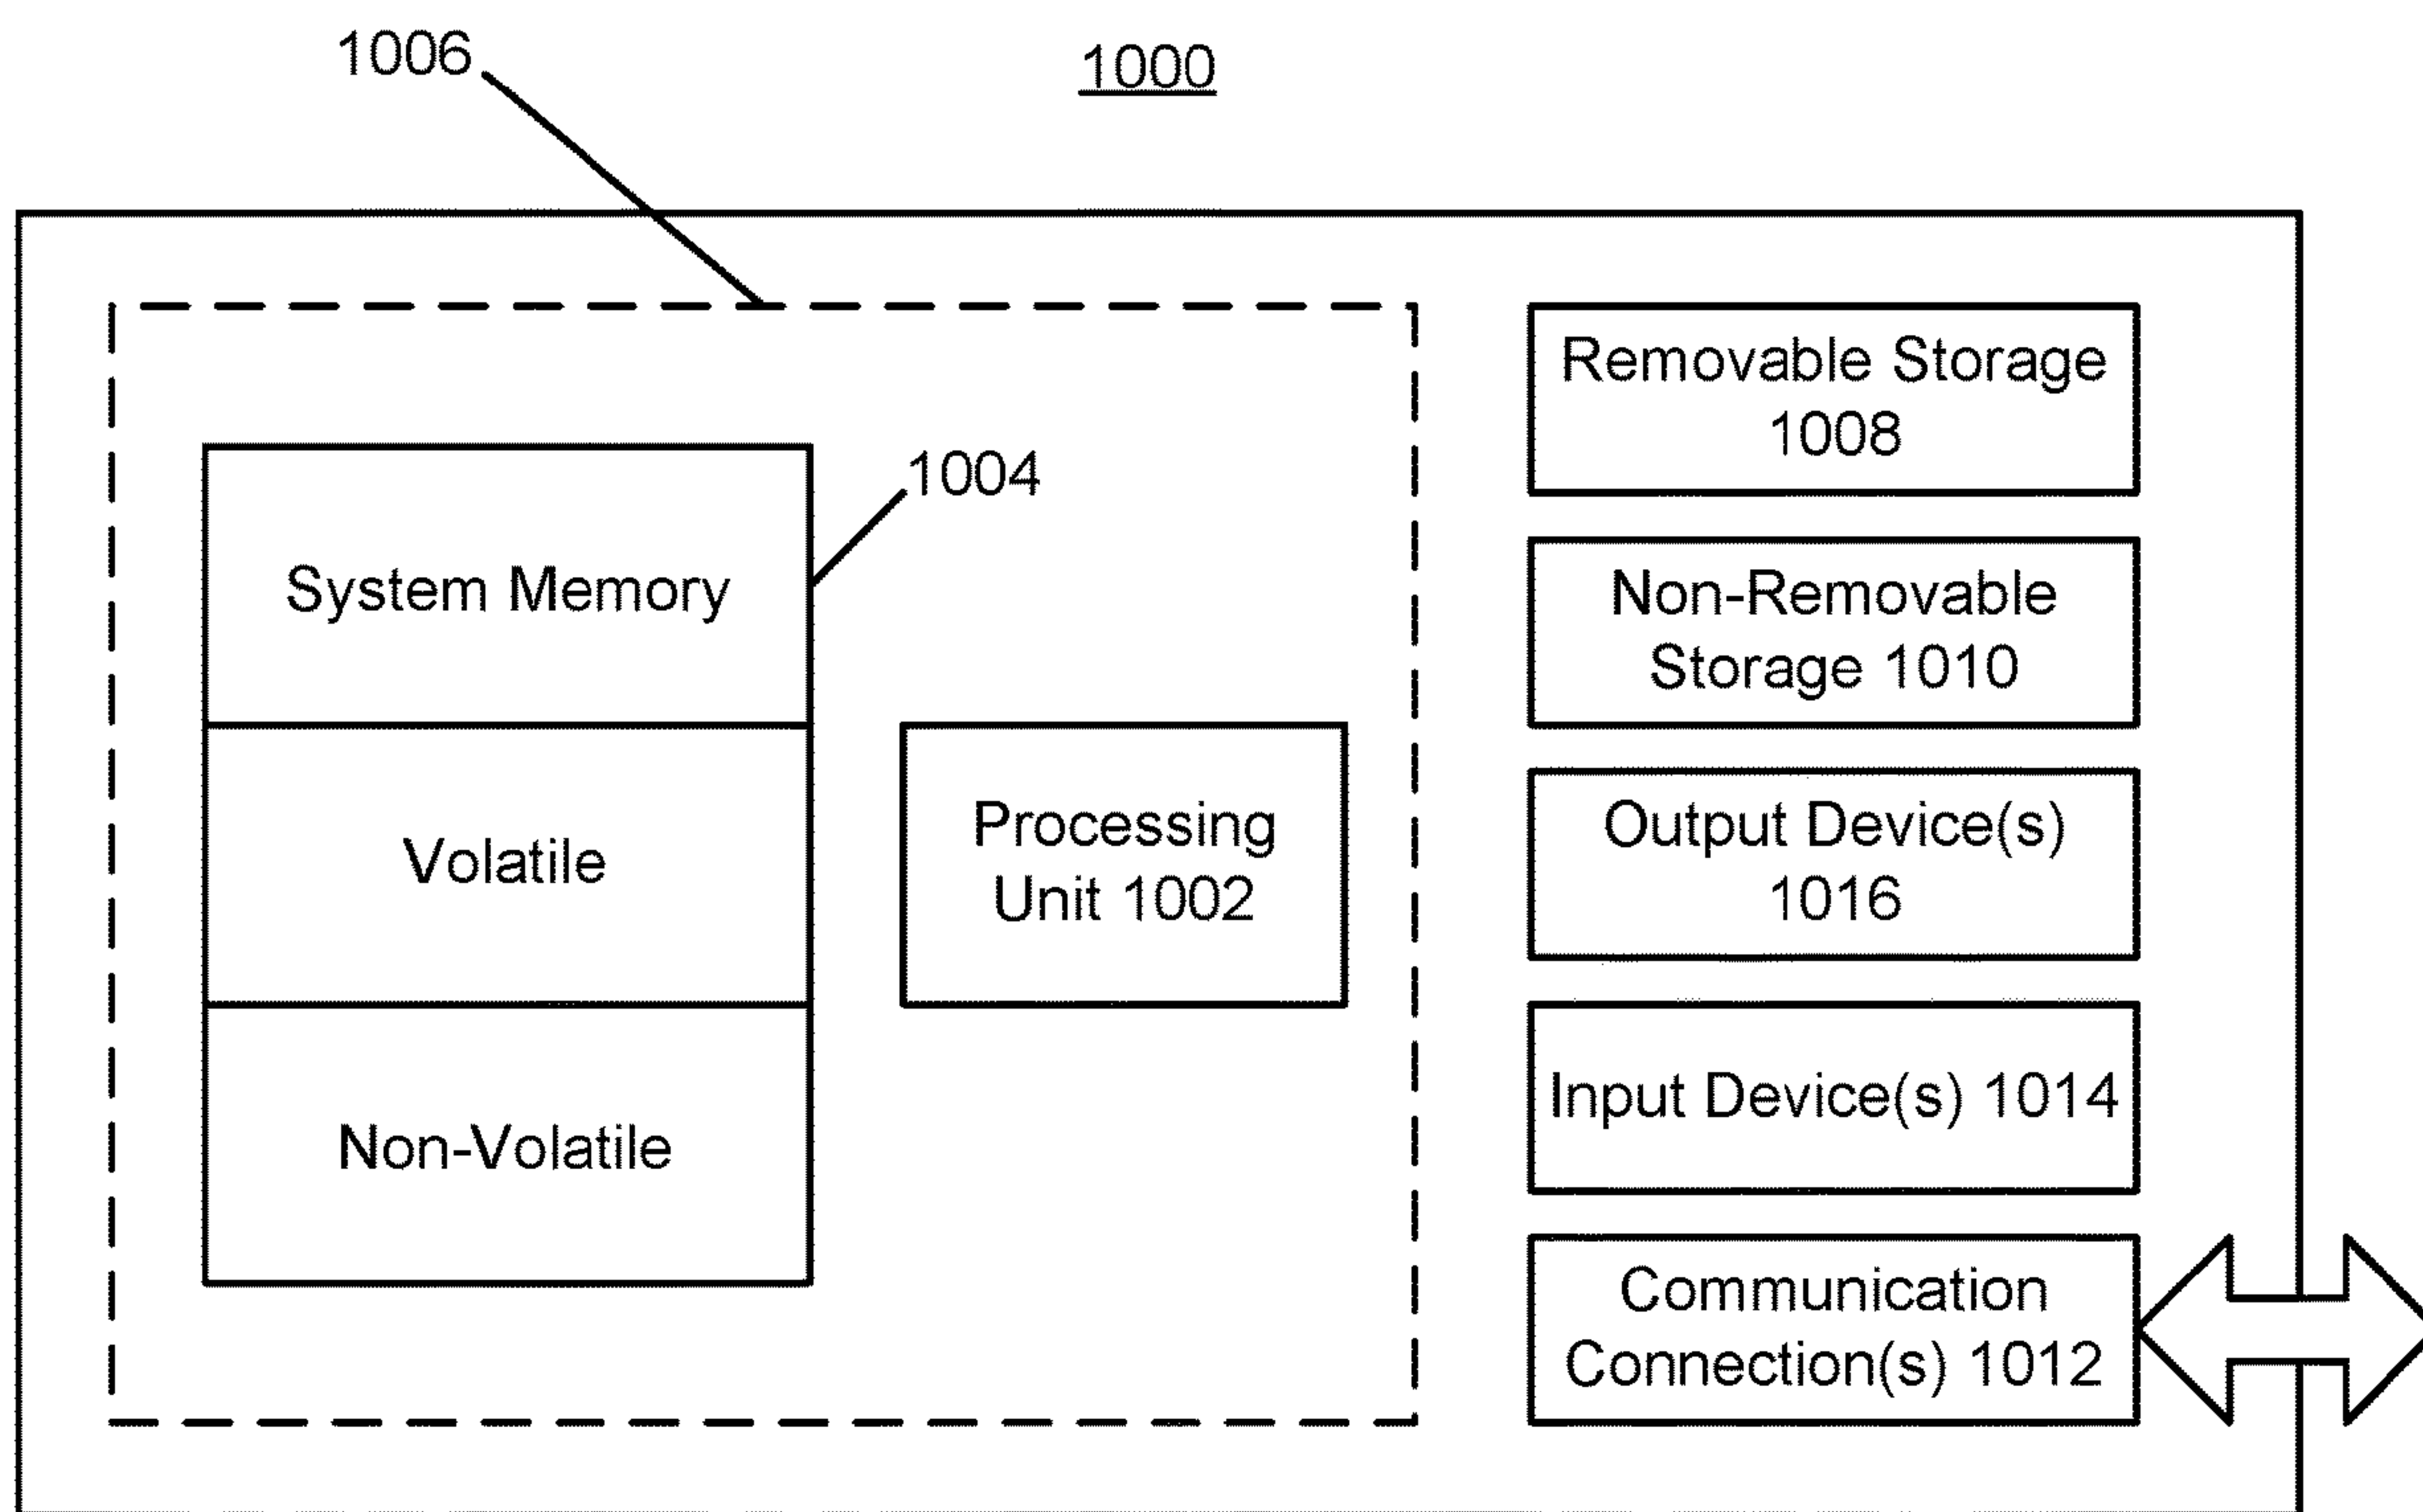 1006
1000
1004
System Memory
Volatile
Non-Volatile
Processing
Unit 1002
Removable Storage
1008
Non-Removable
Storage 1010
Output Device(s)
1016
Input Device(s) 1014
Communication
Connection(s) 1012